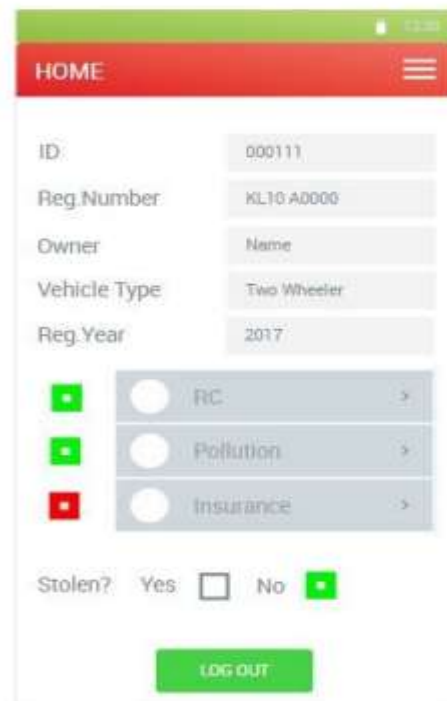 HOME
ID 000111
Reg.Number KL10 A0000
Owner Name
Vehicle Type Two Wheeler
Reg.Year 2017
RC >
Pollution >
Insurance >
Stolen? Yes No
LOG OUT